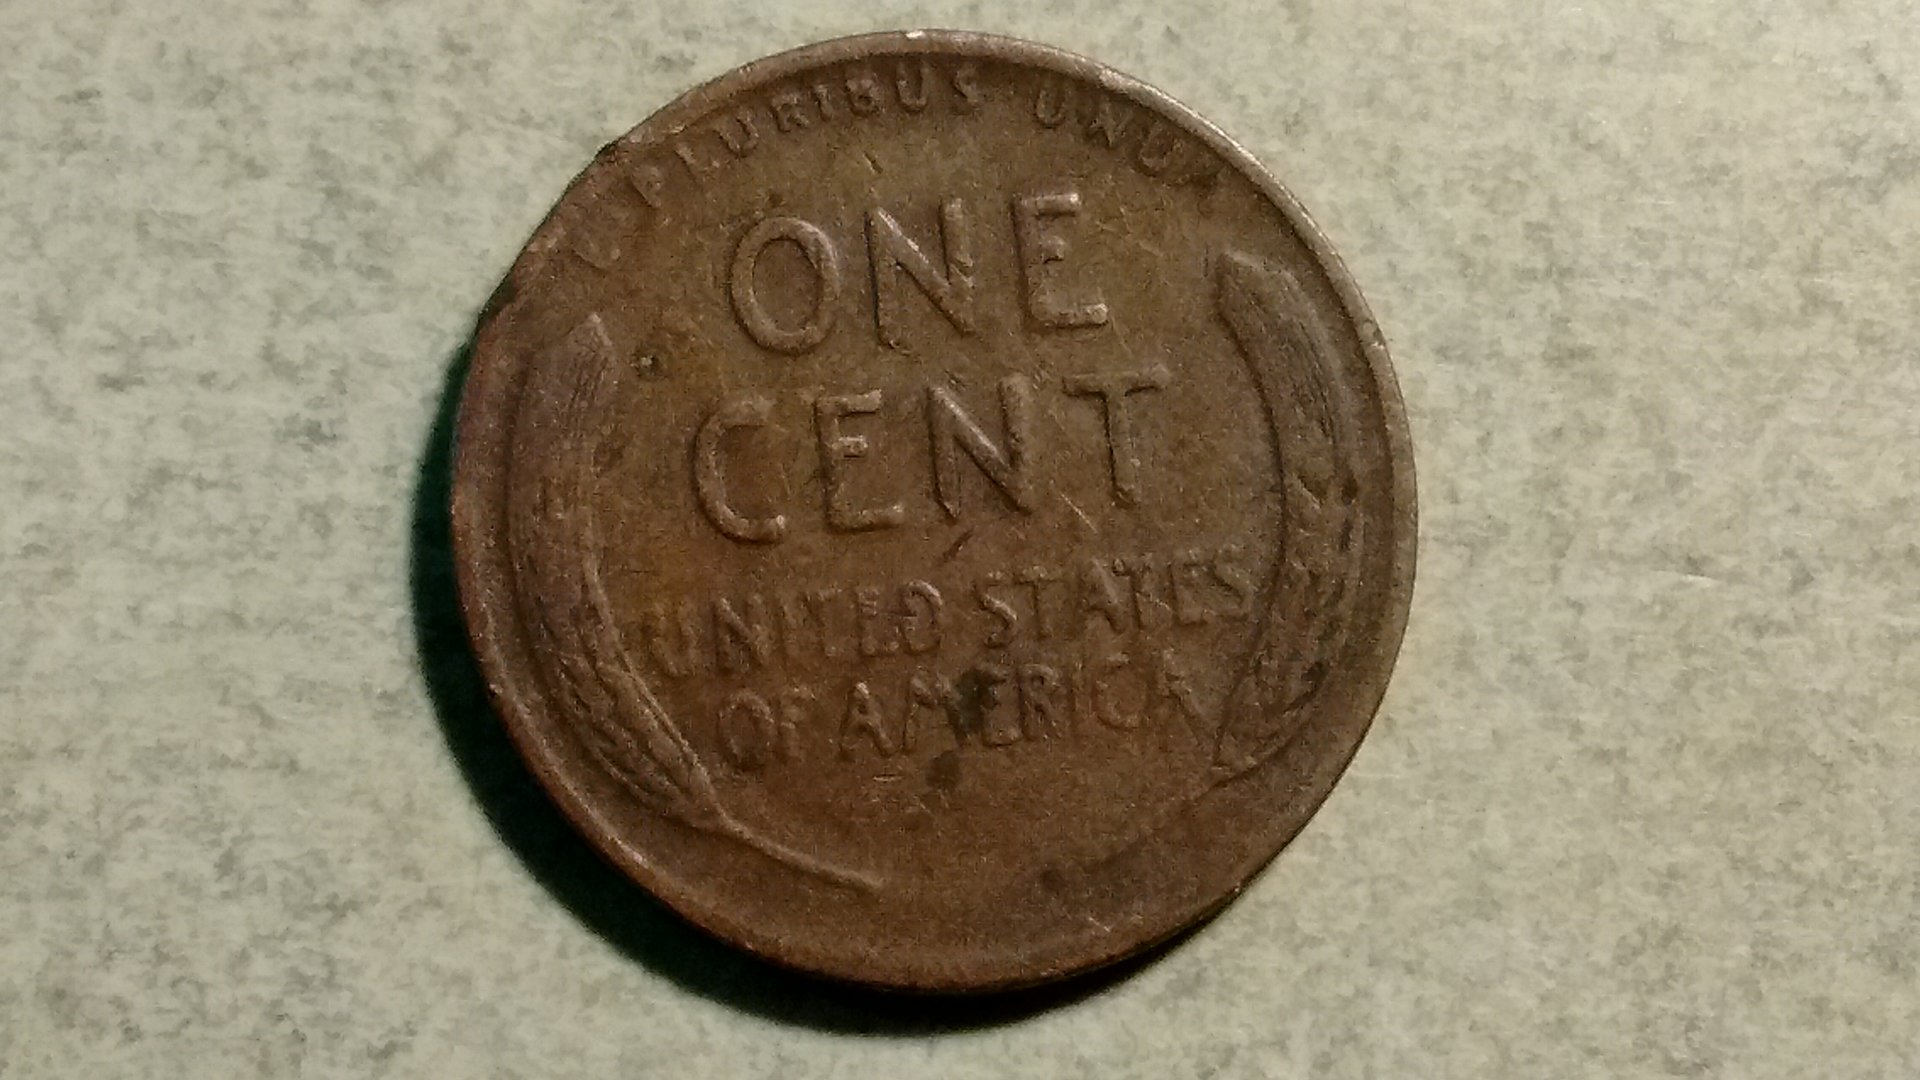 E PLURIBUS UNUM
ONE
CENT
UNITED STATES
OF AMERICA